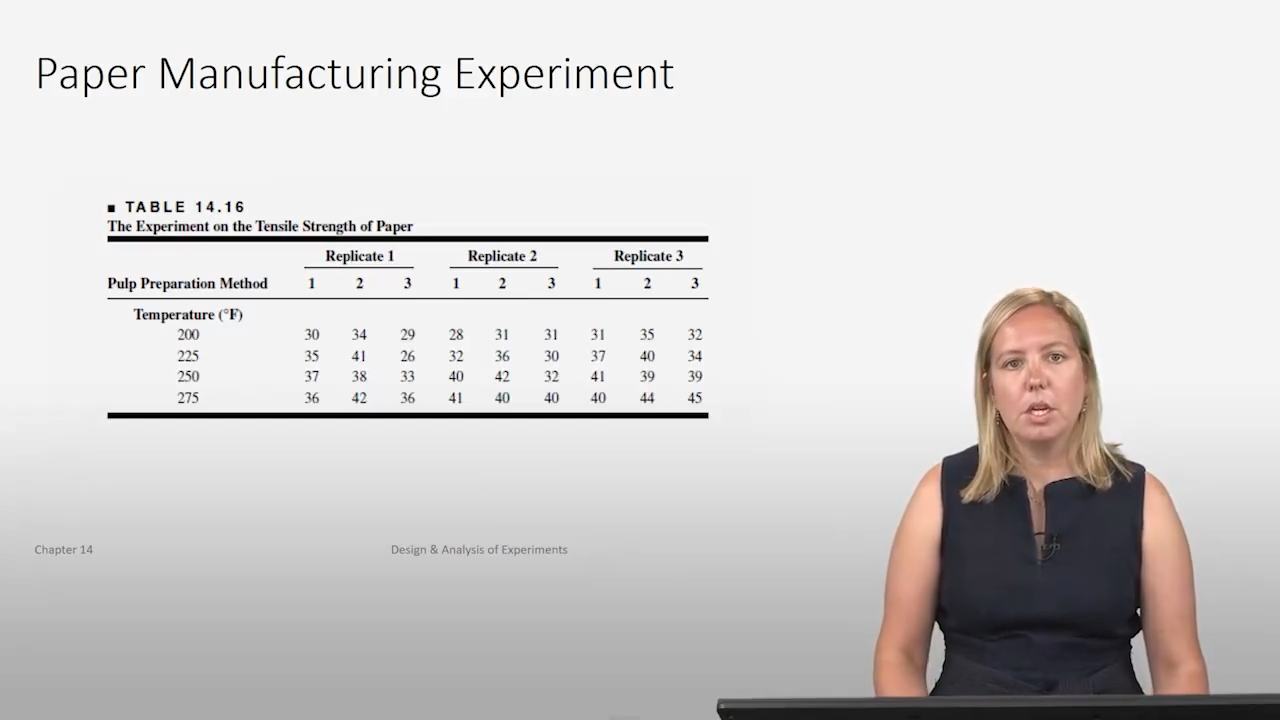 Paper Manufacturing Experiment
■ TABLE 14.16
The Experiment on the Tensile Strength of Paper
Replicate 1 Replicate 2 Replicate 3
Pulp Preparation Method 1 2 3 1 2 3 1 2 3
Temperature (°F)
200 30 34 29 28 31 31 31 35 32
225 35 41 26 32 36 30 37 40 34
250 37 38 33 40 42 32 41 39 39
275 36 42 36 41 40 40 40 44 45
Chapter 14 Design & Analysis of Experiments